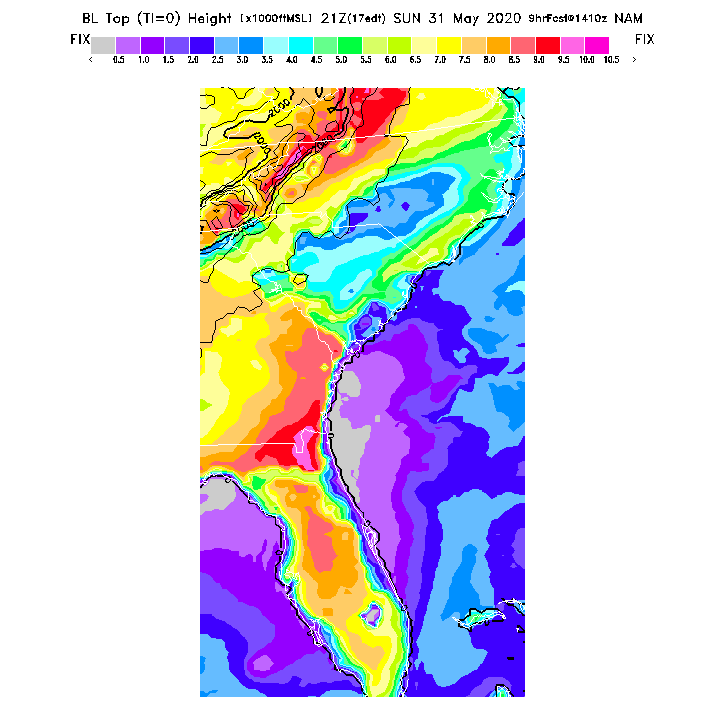 BL Top (TI=0) Height [x1000ftMSL] 21Z(17edt) SUN 31 May 2020 9hrFcst@1410z NAM
FIX FIX
< 0.5 1.0 1.5 2.0 2.5 3.0 3.5 4.0 4.5 5.0 5.5 6.0 6.5 7.0 7.5 8.0 8.5 9.0 9.5 10.0 10.5 >
2000
2000
2000